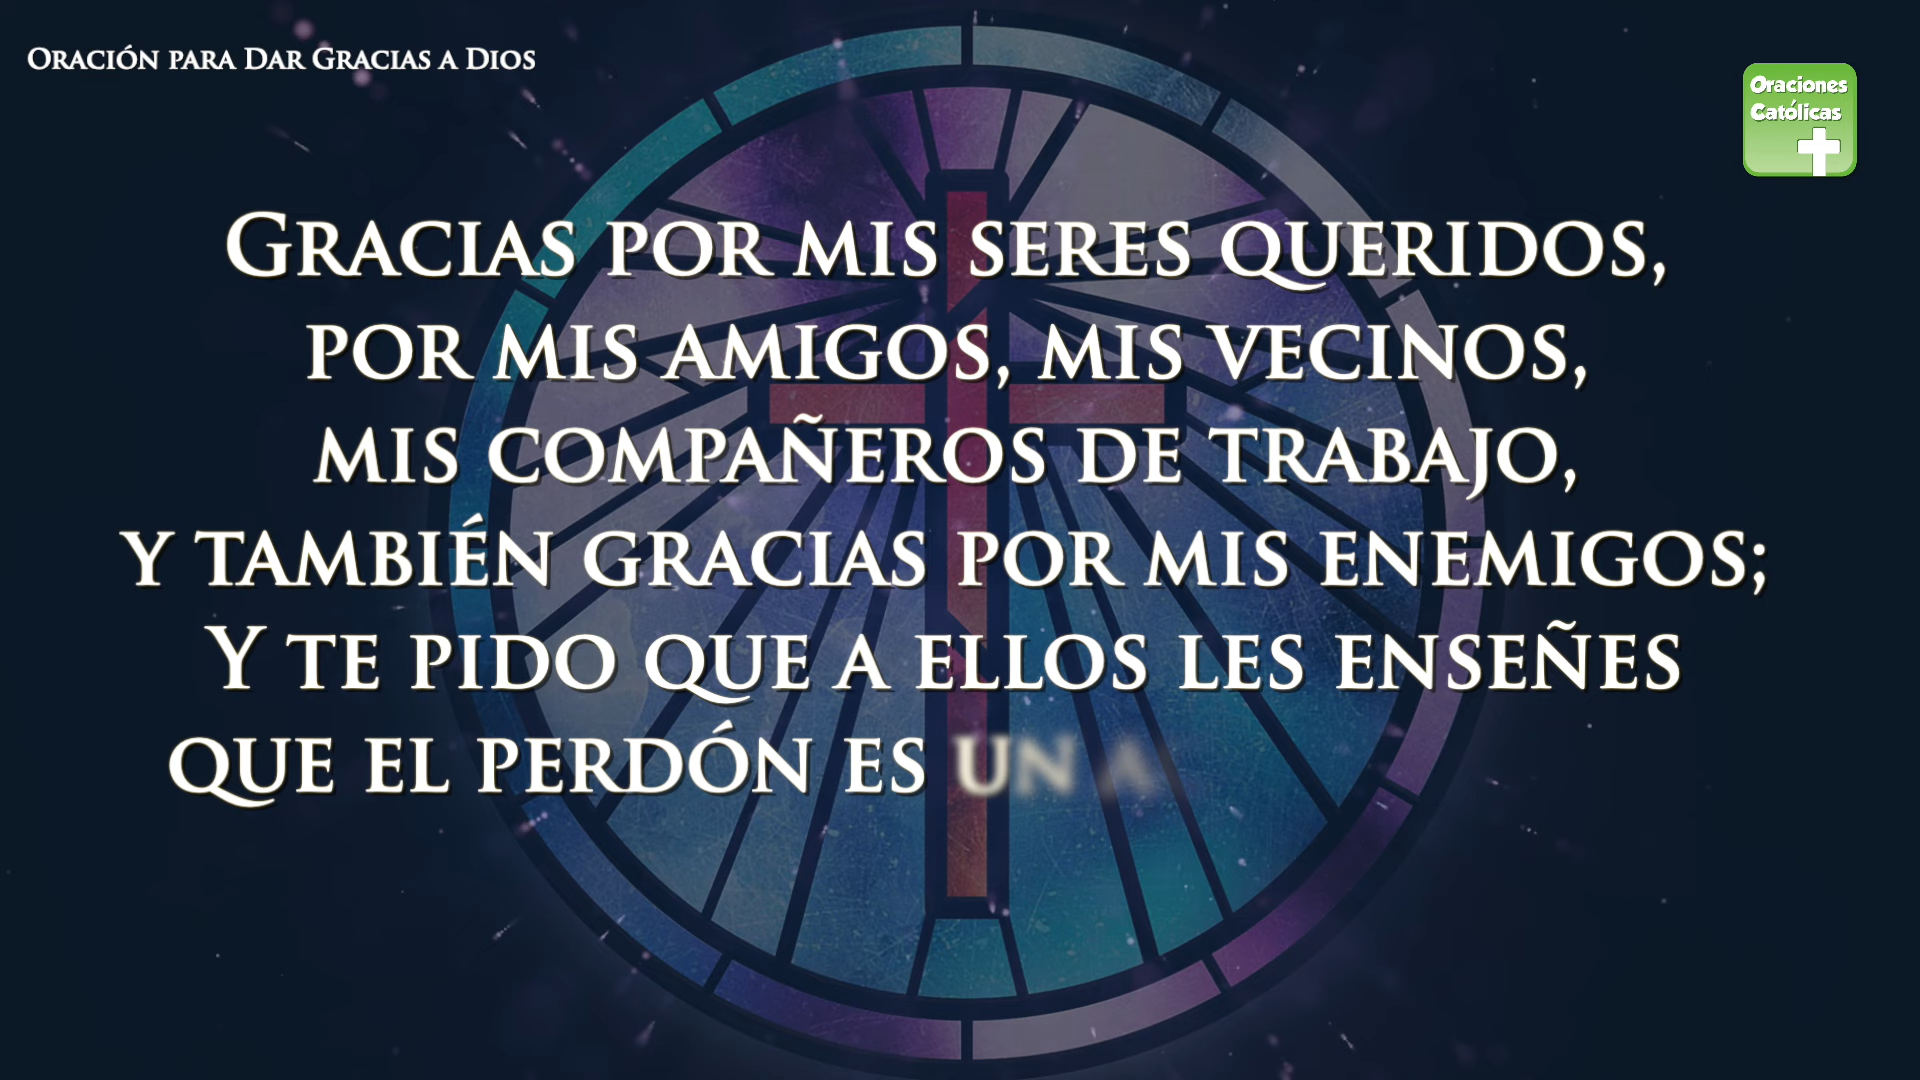 Oración para Dar Gracias a Dios
Oraciones
Católicas
Gracias por mis seres queridos,
por mis amigos, mis vecinos,
mis compañeros de trabajo,
y también gracias por mis enemigos;
Y te pido que a ellos les enseñes
que el perdón es un a